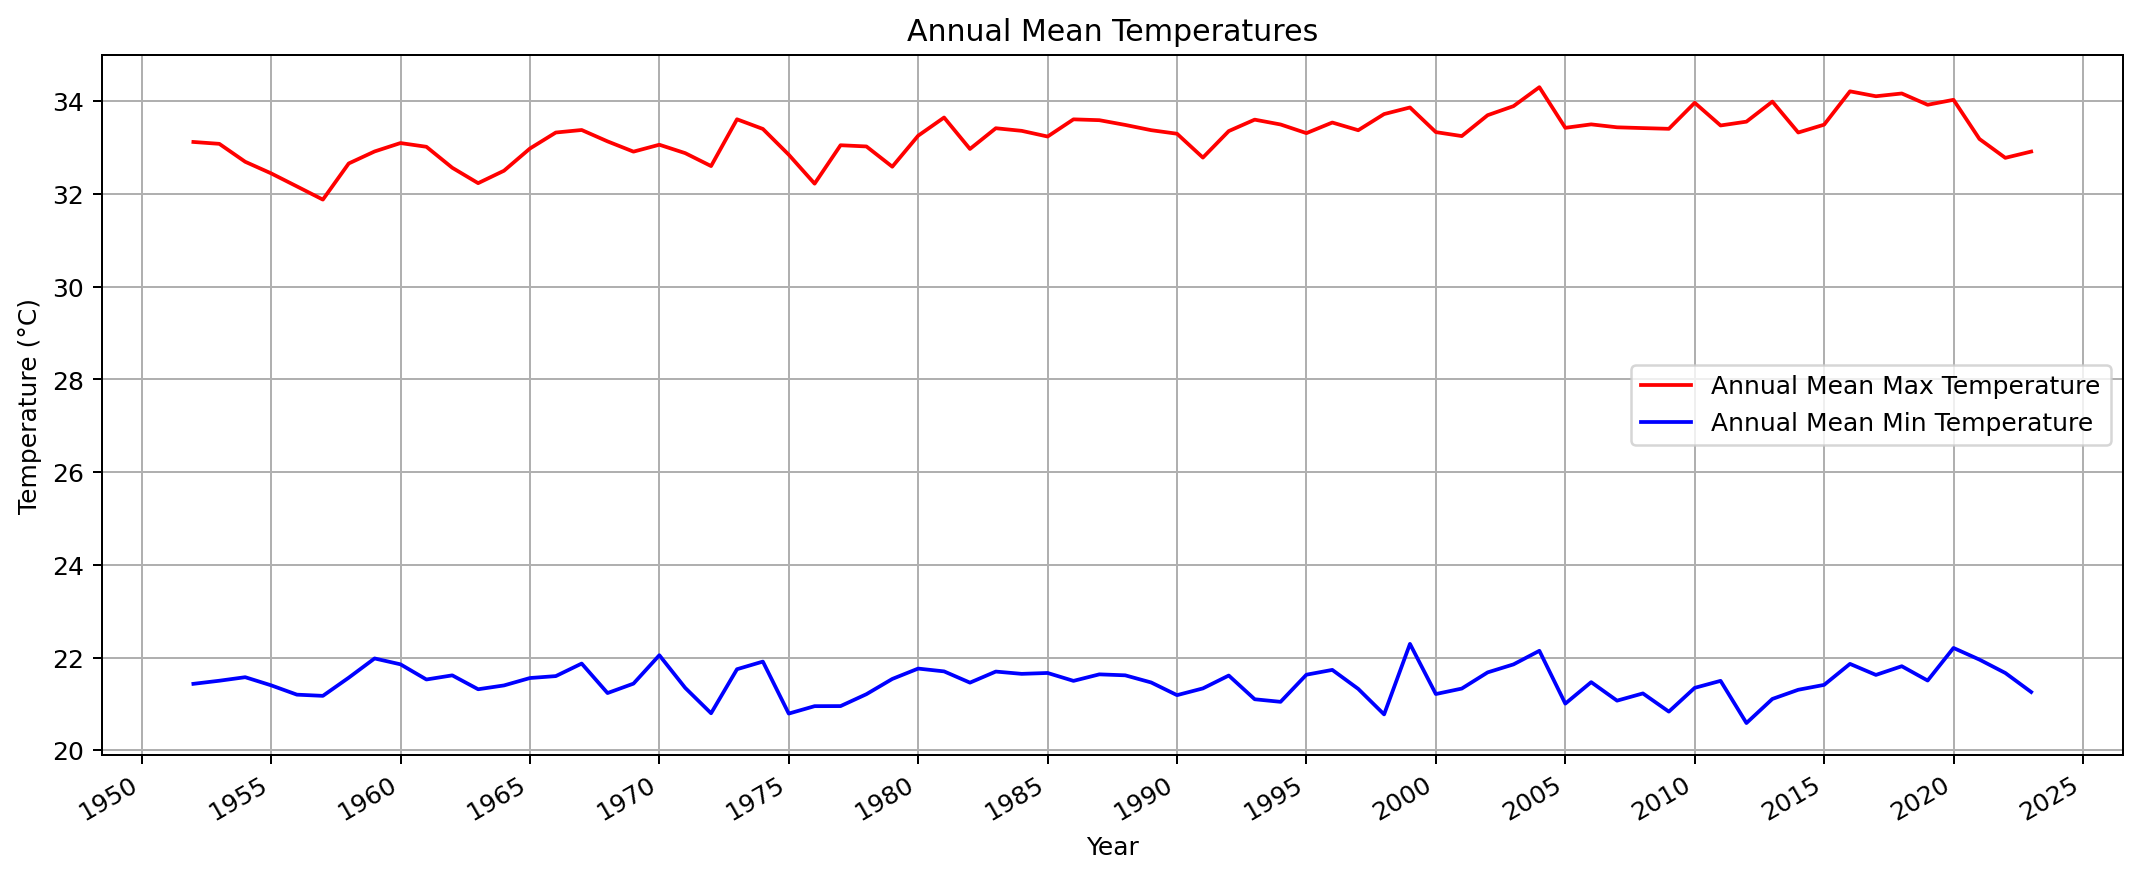 Annual Mean Temperatures
34
32
30
28
26
24
22
20
Temperature (°C)
Annual Mean Max Temperature
Annual Mean Min Temperature
1950 1955 1960 1965 1970 1975 1980 1985 1990 1995 2000 2005 2010 2015 2020 2025
Year